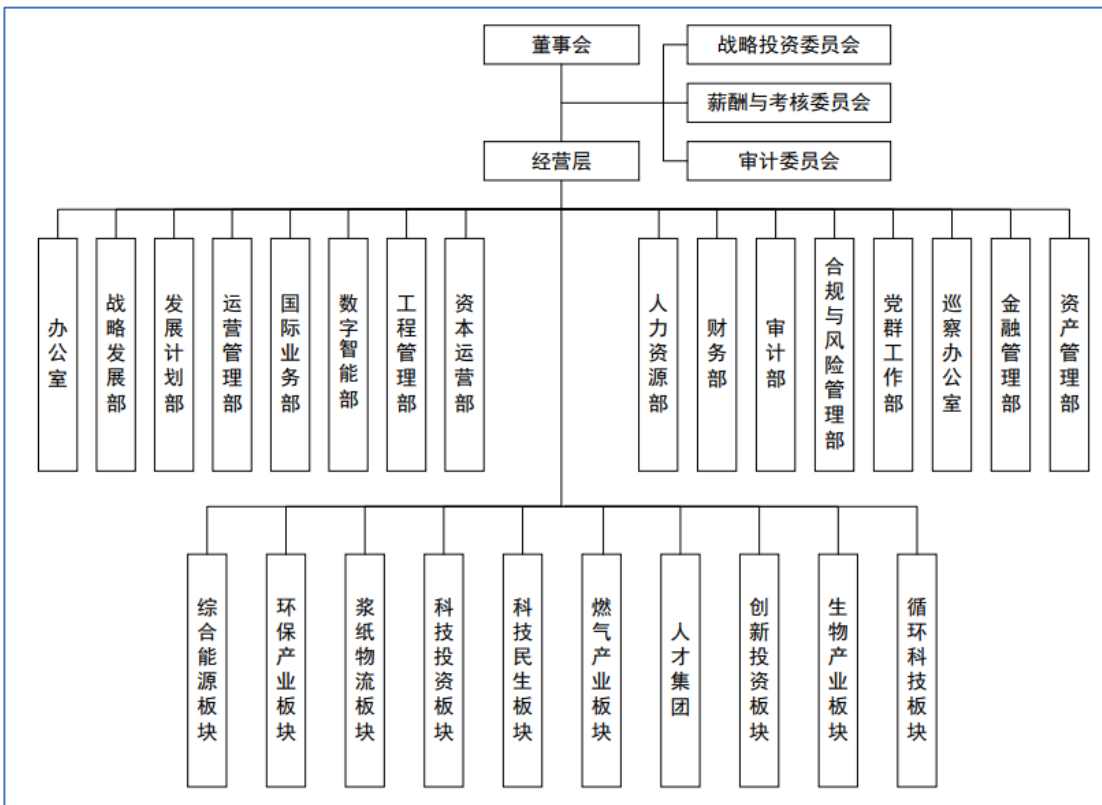 董事会
战略投资委员会
薪酬与考核委员会
经营层
审计委员会
办公室
战略发展部
发展计划部
运营管理部
国际业务部
数字智能部
工程管理部
资本运营部
人力资源部
财务部
审计部
合规与风险管理部
党群工作部
巡察办公室
金融管理部
资产管理部
综合能源板块
环保产业板块
浆纸物流板块
科技投资板块
科技民生板块
燃气产业板块
人才集团
创新投资板块
生物产业板块
循环科技板块